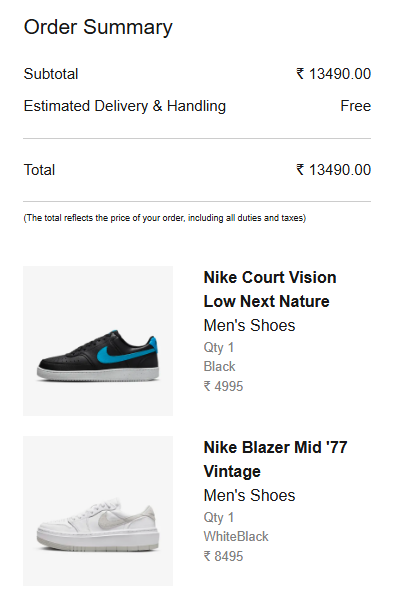 Order Summary
Subtotal ₹ 13490.00
Estimated Delivery & Handling Free
Total ₹ 13490.00
(The total reflects the price of your order, including all duties and taxes)
Nike Court Vision
Low Next Nature
Men's Shoes
Qty 1
Black
₹ 4995
Nike Blazer Mid '77
Vintage
Men's Shoes
Qty 1
WhiteBlack
₹ 8495